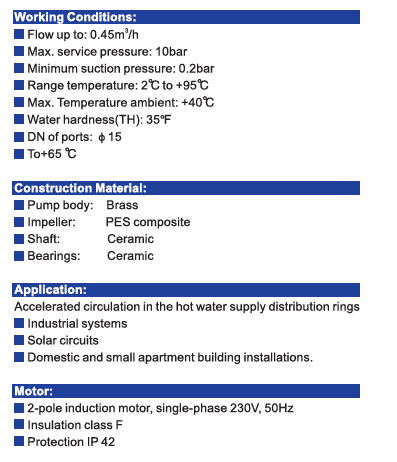 Working Conditions:
Flow up to: 0.45m³/h
Max. service pressure: 10bar
Minimum suction pressure: 0.2bar
Range temperature: 2℃ to +95℃
Max. Temperature ambient: +40℃
Water hardness(TH): 35℉
DN of ports: ϕ 15
To+65 ℃
Construction Material:
Pump body: Brass
Impeller: PES composite
Shaft: Ceramic
Bearings: Ceramic
Application:
Accelerated circulation in the hot water supply distribution rings
Industrial systems
Solar circuits
Domestic and small apartment building installations.
Motor:
2-pole induction motor, single-phase 230V, 50Hz
Insulation class F
Protection IP 42